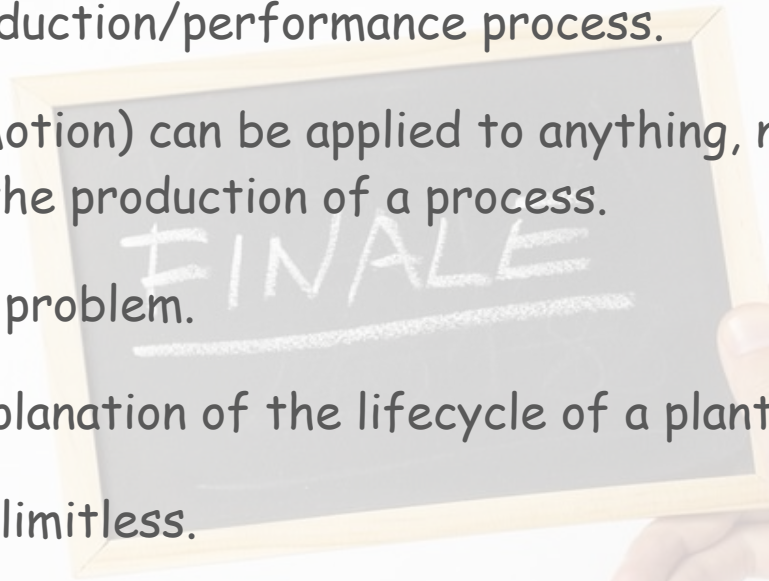 duction/performance process.
otion) can be applied to anything, 
he production of a process.
FINALE
problem.
planation of the lifecycle of a plant
limitless.